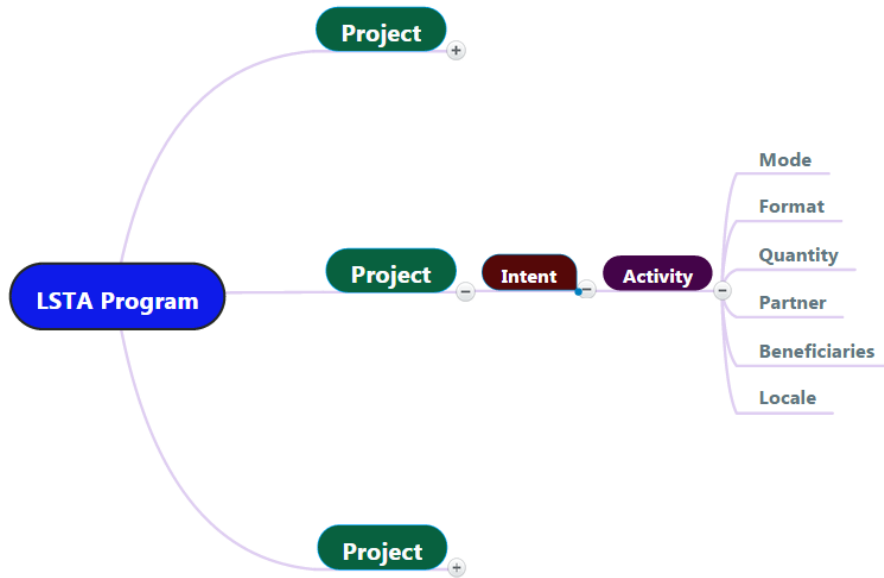 Project
LSTA Program
Project
Intent
Activity
Mode
Format
Quantity
Partner
Beneficiaries
Locale
Project